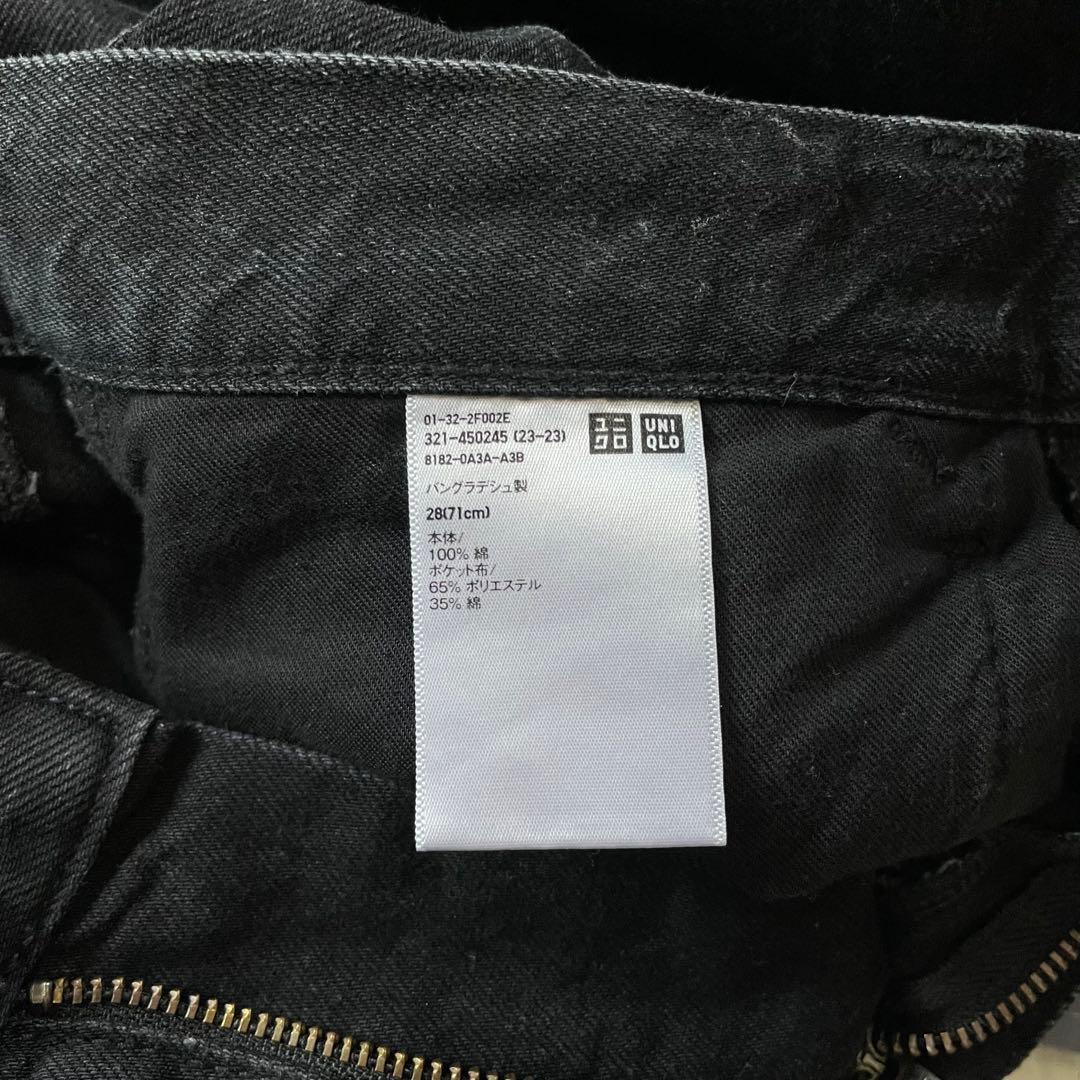 01-32-2F002E
321-450245 (23-23)
8182-0A3A-A3B
ユニ
クロ
UNI
QLO
バングラデシュ製
28(71cm)
本体/
100% 綿
ポケット布/
65% ポリエステル
35% 綿